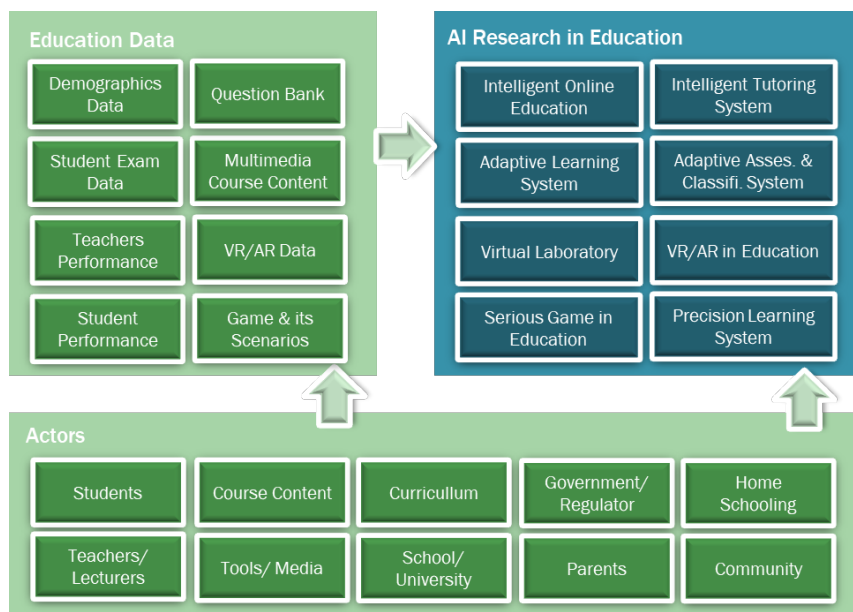 Education Data
Demographics
Data
Question Bank
Student Exam
Data
Multimedia
Course Content
Teachers
Performance
VR/AR Data
Student
Performance
Game & its
Scenarios
AI Research in Education
Intelligent Online
Education
Intelligent Tutoring
System
Adaptive Learning
System
Adaptive Asses. &
Classifi. System
Virtual Laboratory
VR/AR in Education
Serious Game in
Education
Precision Learning
System
Actors
Students
Course Content
Curricullum
Government/
Regulator
Home
Schooling
Teachers/
Lecturers
Tools/ Media
School/
University
Parents
Community